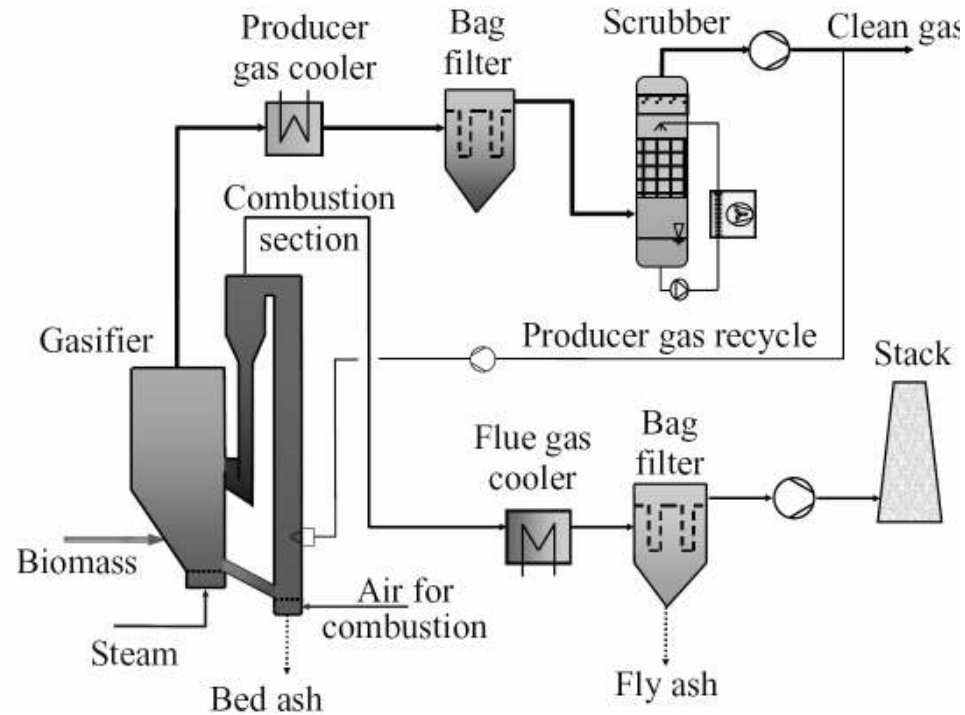 Producer
gas cooler
Bag
filter
Scrubber
Clean gas
Combustion
section
Gasifier
Producer gas recycle
Stack
Flue gas
cooler
Bag
filter
Biomass
Air for
combustion
Steam
Bed ash
Fly ash